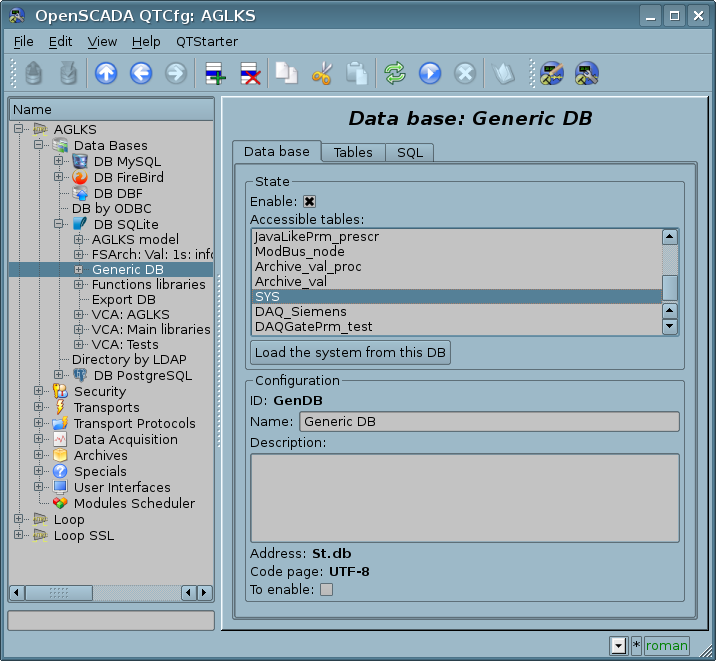 OpenSCADA QTCfg: AGLKS
File Edit View Help QTStarter
Name
AGLKS
Data Bases
DB MySQL
DB FireBird
DB DBF
DB by ODBC
DB SQLite
AGLKS model
FSArch: Val: 1s: info
Generic DB
Functions libraries
Export DB
VCA: AGLKS
VCA: Main libraries
VCA: Tests
Directory by LDAP
DB PostgreSQL
Security
Transports
Transport Protocols
Data Acquisition
Archives
Specials
User Interfaces
Modules Scheduler
Loop
Loop SSL
Data base: Generic DB
Data base Tables SQL
State
Enable:
Accessible tables:
JavaLikePrm_prescr
ModBus_node
Archive_val_proc
Archive_val
SYS
DAQ_Siemens
DAQGatePrm_test
Load the system from this DB
Configuration
ID: GenDB
Name: Generic DB
Description:
Address: St.db
Code page: UTF-8
To enable:
* roman